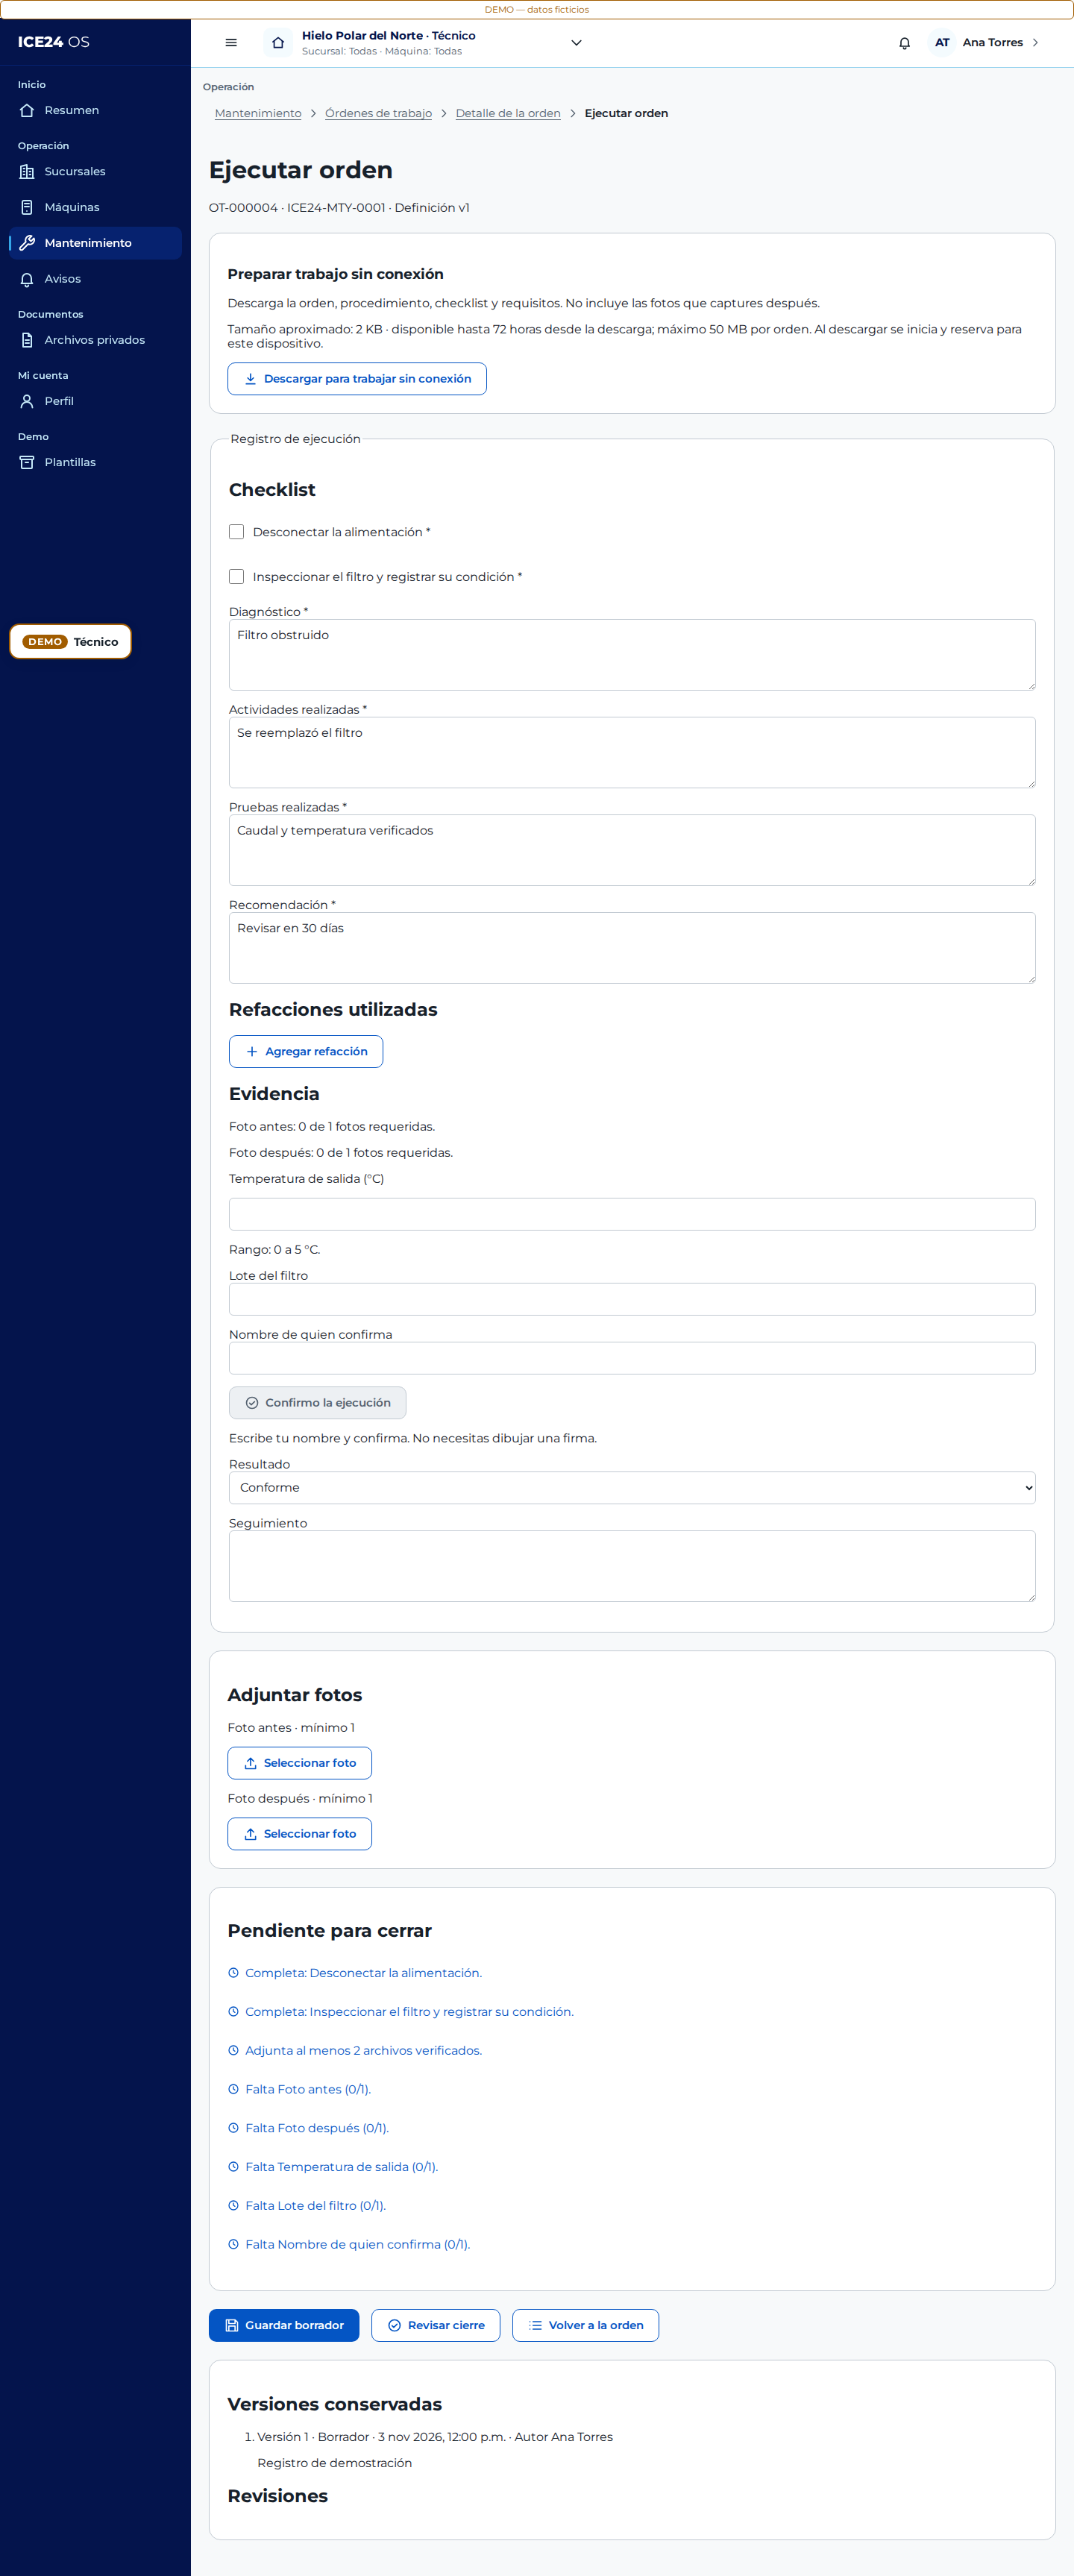 DEMO — datos ficticios
ICE24 OS
Inicio
Resumen
Operación
Sucursales
Máquinas
Mantenimiento
Avisos
Documentos
Archivos privados
Mi cuenta
Perfil
Demo
Plantillas
DEMO Técnico
Hielo Polar del Norte · Técnico
Sucursal: Todas · Máquina: Todas
AT Ana Torres
Operación
Mantenimiento > Órdenes de trabajo > Detalle de la orden > Ejecutar orden
Ejecutar orden
OT-000004 · ICE24-MTY-0001 · Definición v1
Preparar trabajo sin conexión
Descarga la orden, procedimiento, checklist y requisitos. No incluye las fotos que captures después.
Tamaño aproximado: 2 KB · disponible hasta 72 horas desde la descarga; máximo 50 MB por orden. Al descargar se inicia y reserva para
este dispositivo.
Descargar para trabajar sin conexión
Registro de ejecución
Checklist
Desconectar la alimentación *
Inspeccionar el filtro y registrar su condición *
Diagnóstico *
Filtro obstruido
Actividades realizadas *
Se reemplazó el filtro
Pruebas realizadas *
Caudal y temperatura verificados
Recomendación *
Revisar en 30 días
Refacciones utilizadas
Agregar refacción
Evidencia
Foto antes: 0 de 1 fotos requeridas.
Foto después: 0 de 1 fotos requeridas.
Temperatura de salida (°C)
Rango: 0 a 5 °C.
Lote del filtro
Nombre de quien confirma
Confirmo la ejecución
Escribe tu nombre y confirma. No necesitas dibujar una firma.
Resultado
Conforme
Seguimiento
Adjuntar fotos
Foto antes · mínimo 1
Seleccionar foto
Foto después · mínimo 1
Seleccionar foto
Pendiente para cerrar
Completa: Desconectar la alimentación.
Completa: Inspeccionar el filtro y registrar su condición.
Adjunta al menos 2 archivos verificados.
Falta Foto antes (0/1).
Falta Foto después (0/1).
Falta Temperatura de salida (0/1).
Falta Lote del filtro (0/1).
Falta Nombre de quien confirma (0/1).
Guardar borrador
Revisar cierre
Volver a la orden
Versiones conservadas
1. Versión 1 · Borrador · 3 nov 2026, 12:00 p.m. · Autor Ana Torres
Registro de demostración
Revisiones